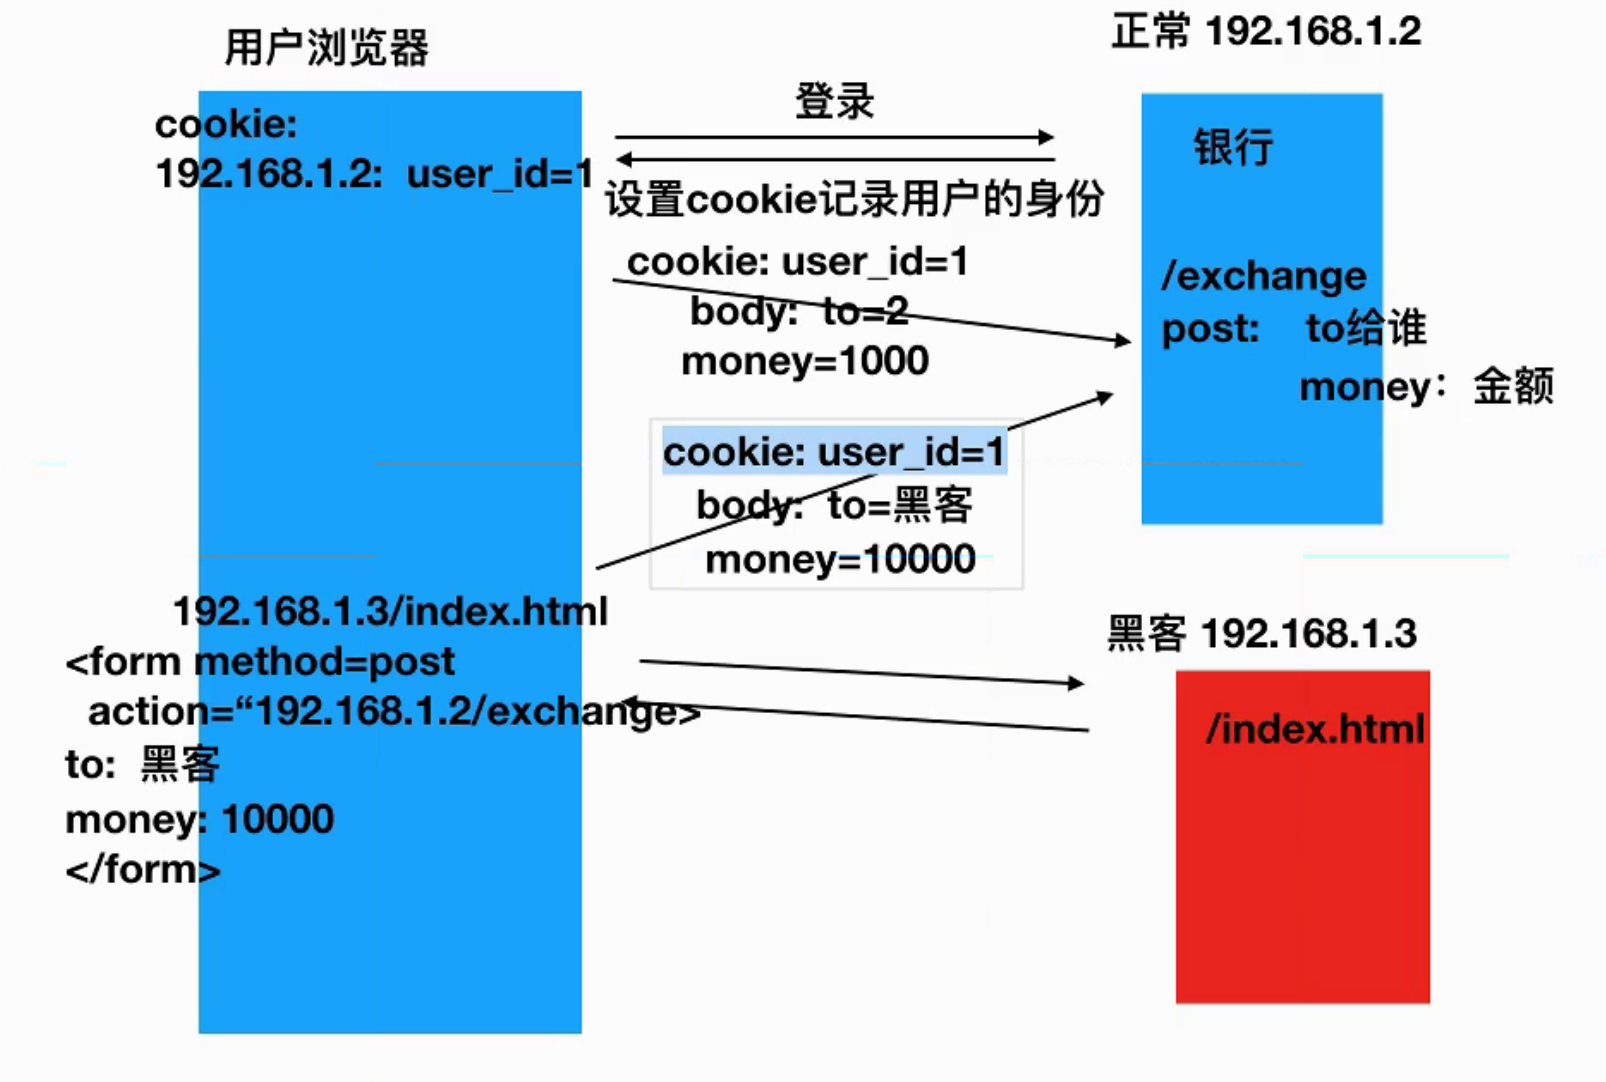 用户浏览器
正常 192.168.1.2
cookie:
192.168.1.2: user_id=1
登录
设置cookie记录用户的身份
银行
cookie: user_id=1
body: to=2
money=1000
/exchange
post: to给谁
money：金额
cookie: user_id=1
body: to=黑客
money=10000
192.168.1.3/index.html
<form method=post
action=“192.168.1.2/exchange>
to: 黑客
money: 10000
</form>
黑客 192.168.1.3
/index.html